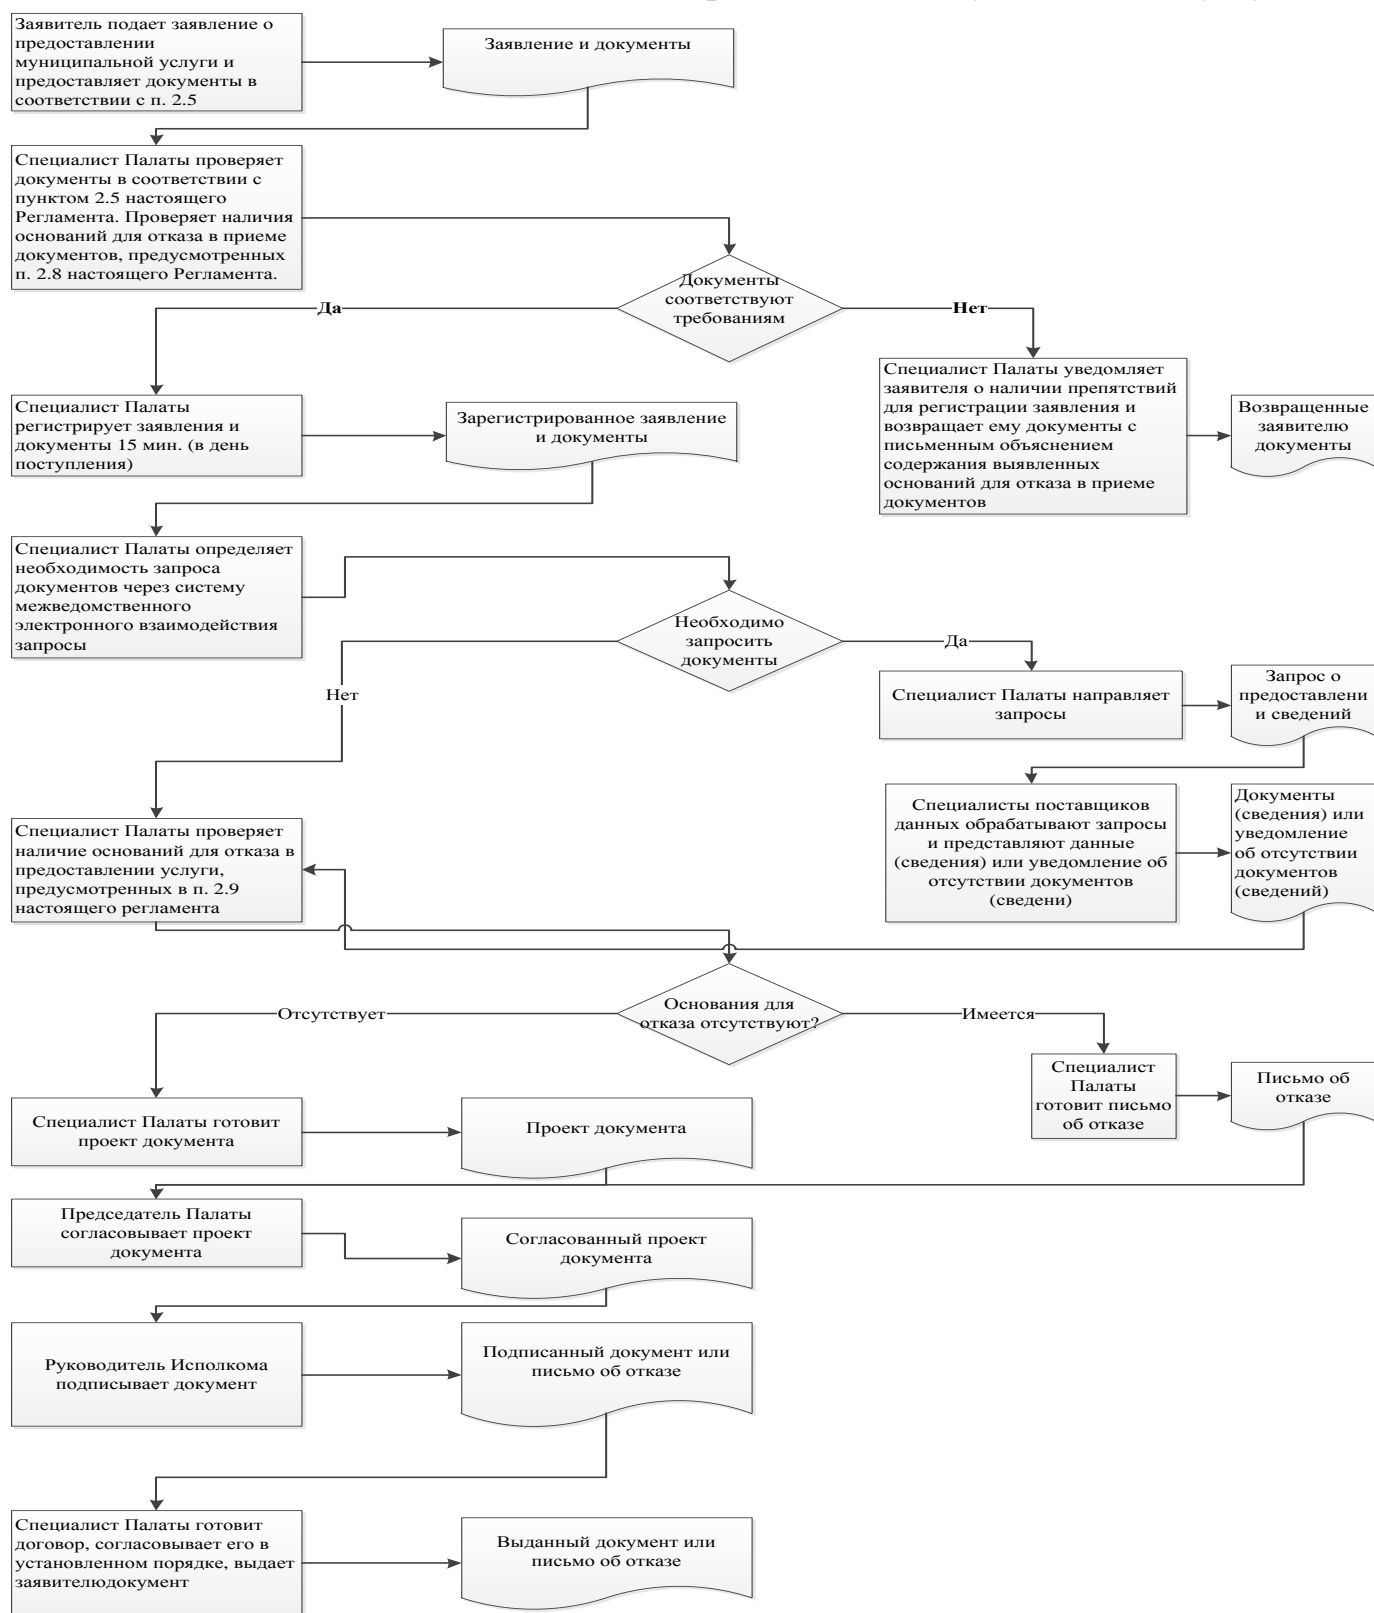 Заявитель подает заявление о
предоставлении
муниципальной услуги и
предоставляет документы в
соответствии с п. 2.5
Заявление и документы
Специалист Палаты проверяет
документы в соответствии с
пунктом 2.5 настоящего
Регламента. Проверяет наличия
оснований для отказа в приеме
документов, предусмотренных
п. 2.8 настоящего Регламента.
Документы
соответствуют
требованиям
Да
Нет
Специалист Палаты уведомляет
заявителя о наличии препятствий
для регистрации заявления и
возвращает ему документы с
письменным объяснением
содержания выявленных
оснований для отказа в приеме
документов
Возвращенные
заявителю
документы
Специалист Палаты
регистрирует заявления и
документы 15 мин. (в день
поступления)
Зарегистрированное заявление
и документы
Специалист Палаты определяет
необходимость запроса
документов через систему
межведомственного
электронного взаимодействия
запросы
Необходимо
запросить
документы
Да
Нет
Специалист Палаты направляет
запросы
Запрос о
предоставлени
и сведений
Специалисты поставщиков
данных обрабатывают запросы
и представляют данные
(сведения) или уведомление об
отсутствии документов
(сведени)
Документы
(сведения) или
уведомление
об отсутствии
документов
(сведений)
Специалист Палаты проверяет
наличие оснований для отказа в
предоставлении услуги,
предусмотренных в п. 2.9
настоящего регламента
Основания для
отказа отсутствуют?
Отсутствует
Имеется
Специалист
Палаты
готовит письмо
об отказе
Письмо об
отказе
Специалист Палаты готовит
проект документа
Проект документа
Председатель Палаты
согласовывает проект
документа
Согласованный проект
документа
Руководитель Исполкома
подписывает документ
Подписанный документ или
письмо об отказе
Специалист Палаты готовит
договор, согласовывает его в
установленном порядке, выдает
заявителюдокумент
Выданный документ или
письмо об отказе